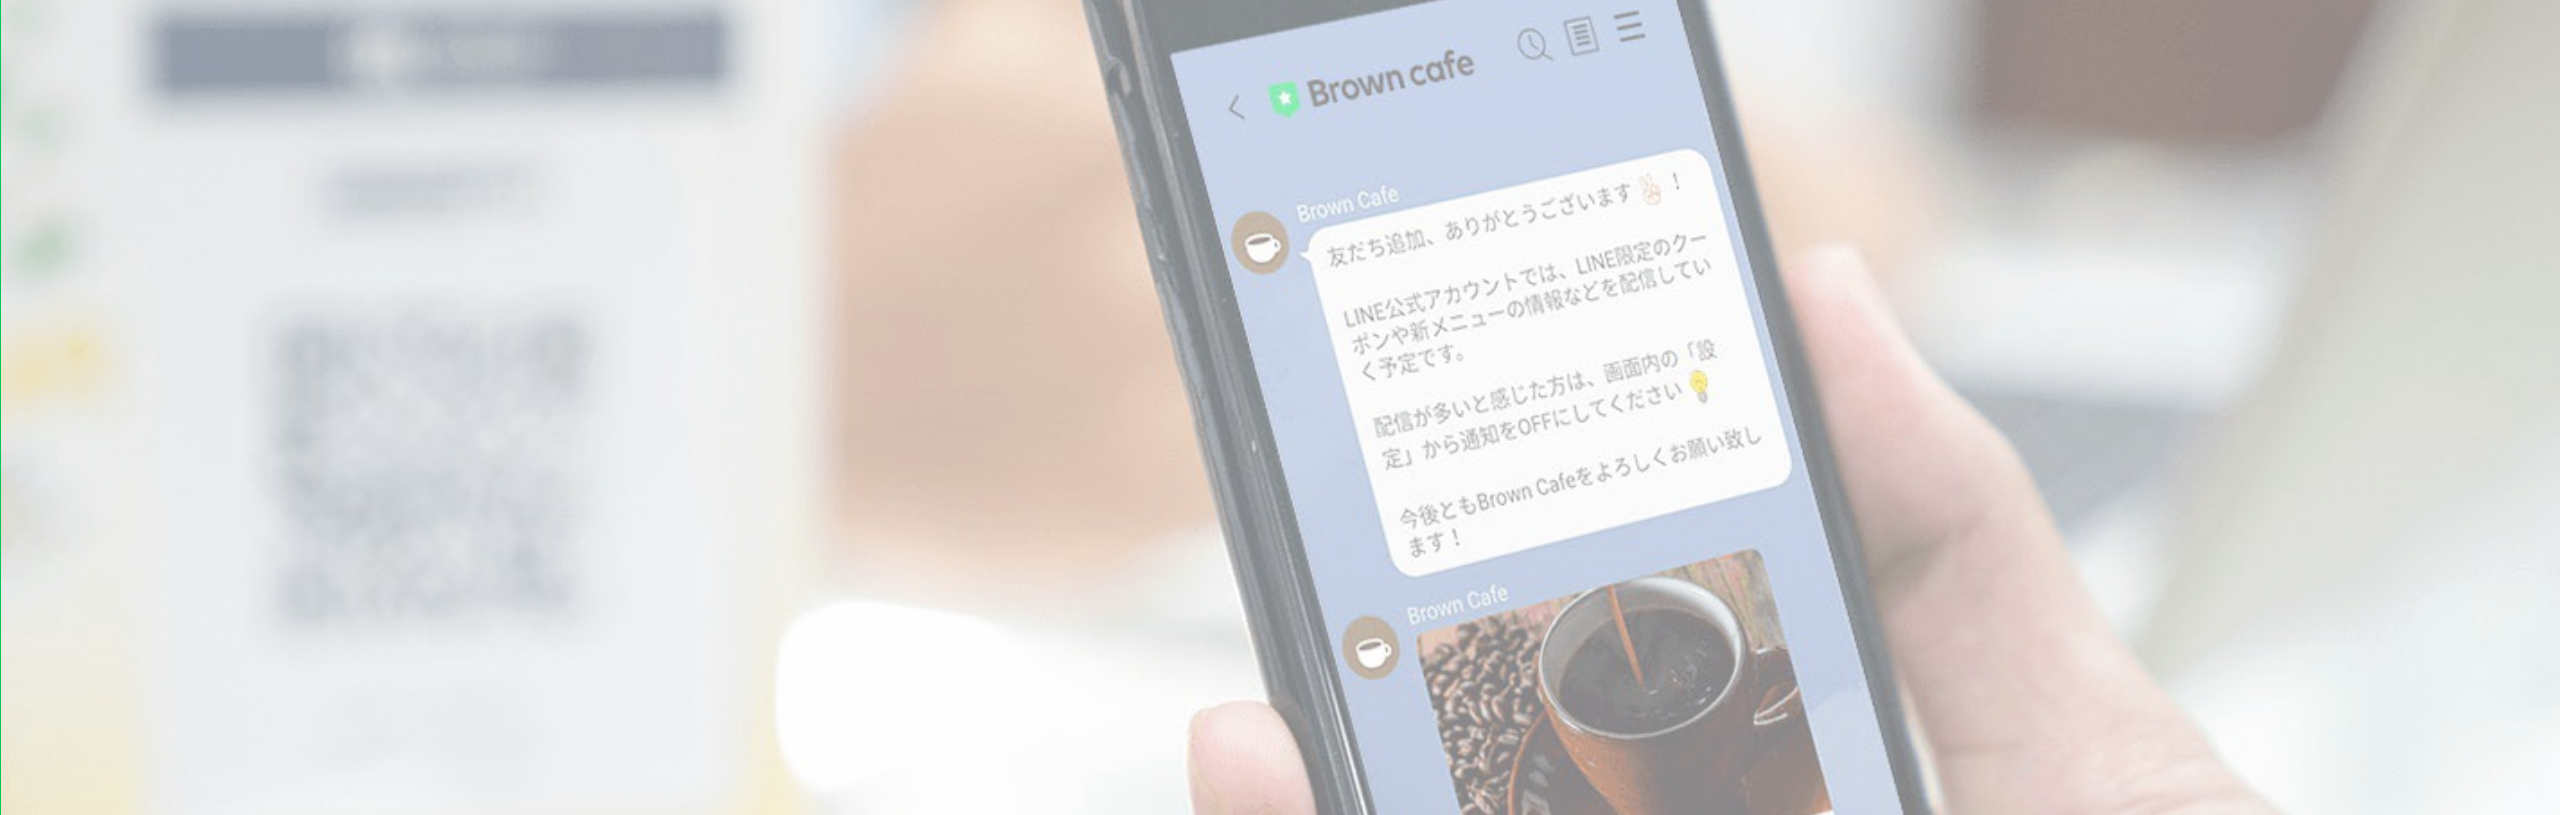 Brown cafe
Brown Cafe
友だち追加、ありがとうございます✌🏻！
LINE公式アカウントでは、LINE限定のクー
ポンや新メニューの情報などを配信してい
く予定です。
配信が多いと感じた方は、画面内の「設
定」から通知をOFFにしてください💡
今後ともBrown Cafeをよろしくお願い致し
ます！
Brown Cafe